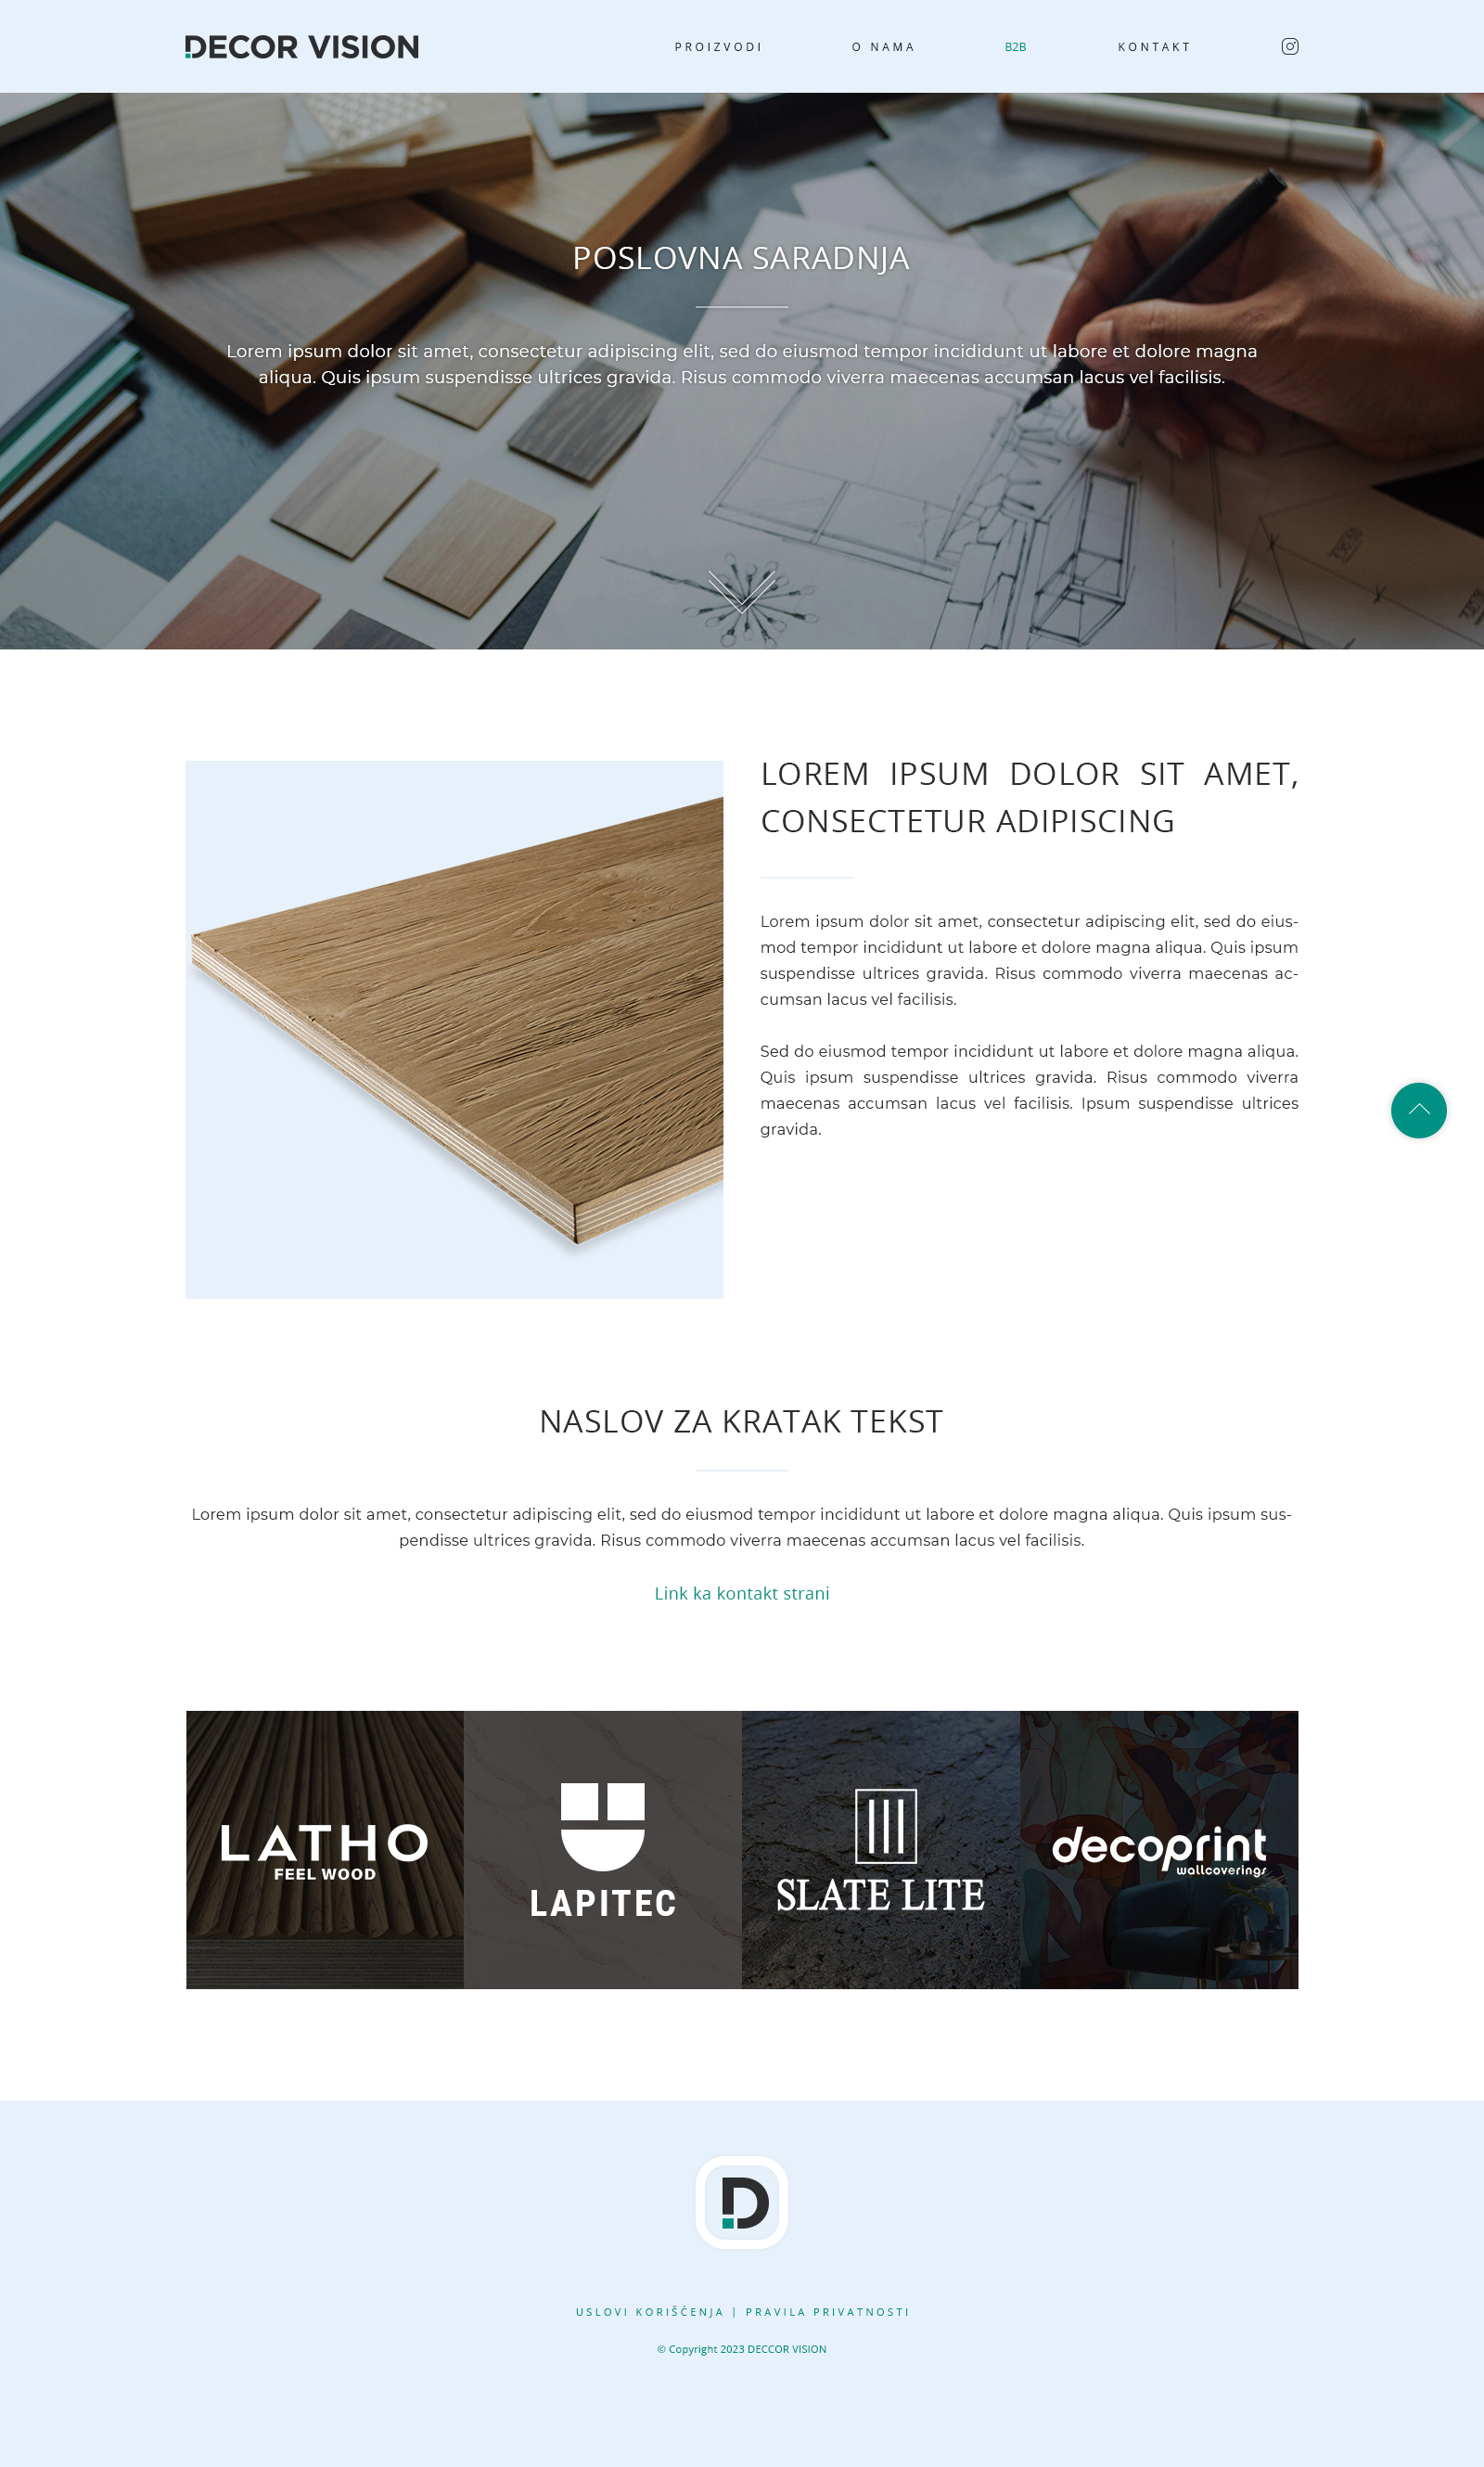 DECOR VISION
PROIZVODI
O NAMA
B2B
KONTAKT
POSLOVNA SARADNJA
Lorem ipsum dolor sit amet, consectetur adipiscing elit, sed do eiusmod tempor incididunt ut labore et dolore magna
aliqua. Quis ipsum suspendisse ultrices gravida. Risus commodo viverra maecenas accumsan lacus vel facilisis.
LOREM IPSUM DOLOR SIT AMET,
CONSECTETUR ADIPISCING
Lorem ipsum dolor sit amet, consectetur adipiscing elit, sed do eius-
mod tempor incididunt ut labore et dolore magna aliqua. Quis ipsum
suspendisse ultrices gravida. Risus commodo viverra maecenas ac-
cumsan lacus vel facilisis.
Sed do eiusmod tempor incididunt ut labore et dolore magna aliqua.
Quis ipsum suspendisse ultrices gravida. Risus commodo viverra
maecenas accumsan lacus vel facilisis. Ipsum suspendisse ultrices
gravida.
NASLOV ZA KRATAK TEKST
Lorem ipsum dolor sit amet, consectetur adipiscing elit, sed do eiusmod tempor incididunt ut labore et dolore magna aliqua. Quis ipsum sus-
pendisse ultrices gravida. Risus commodo viverra maecenas accumsan lacus vel facilisis.
Link ka kontakt strani
LATHO
FEEL WOOD
LAPITEC
SLATE LITE
decoprint
wallcoverings
D
USLOVI KORIŠĆENJA | PRAVILA PRIVATNOSTI
© Copyright 2023 DECCOR VISION